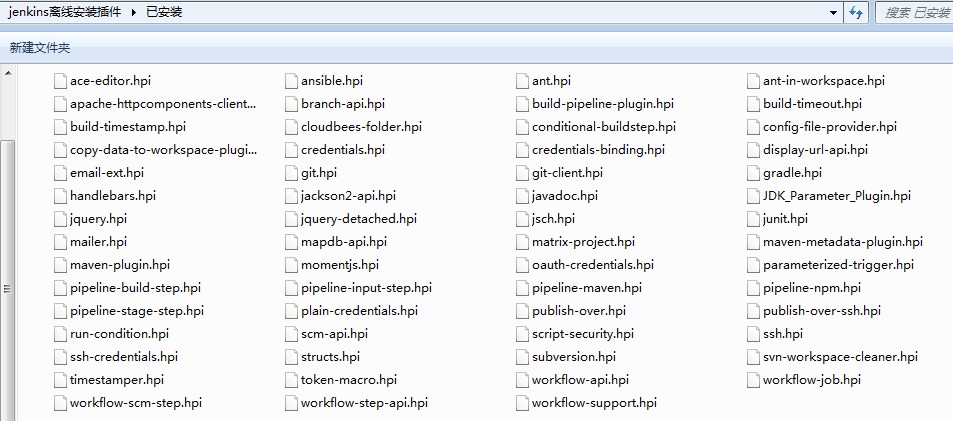 jenkins离线安装插件 ▸ 已安装 搜索 已安装
新建文件夹
ace-editor.hpi ansible.hpi ant.hpi ant-in-workspace.hpi
apache-httpcomponents-client... branch-api.hpi build-pipeline-plugin.hpi build-timeout.hpi
build-timestamp.hpi cloudbees-folder.hpi conditional-buildstep.hpi config-file-provider.hpi
copy-data-to-workspace-plugi... credentials.hpi credentials-binding.hpi display-url-api.hpi
email-ext.hpi git.hpi git-client.hpi gradle.hpi
handlebars.hpi jackson2-api.hpi javadoc.hpi JDK_Parameter_Plugin.hpi
jquery.hpi jquery-detached.hpi jsch.hpi junit.hpi
mailer.hpi mapdb-api.hpi matrix-project.hpi maven-metadata-plugin.hpi
maven-plugin.hpi momentjs.hpi oauth-credentials.hpi parameterized-trigger.hpi
pipeline-build-step.hpi pipeline-input-step.hpi pipeline-maven.hpi pipeline-npm.hpi
pipeline-stage-step.hpi plain-credentials.hpi publish-over.hpi publish-over-ssh.hpi
run-condition.hpi scm-api.hpi script-security.hpi ssh.hpi
ssh-credentials.hpi structs.hpi subversion.hpi svn-workspace-cleaner.hpi
timestamper.hpi token-macro.hpi workflow-api.hpi workflow-job.hpi
workflow-scm-step.hpi workflow-step-api.hpi workflow-support.hpi